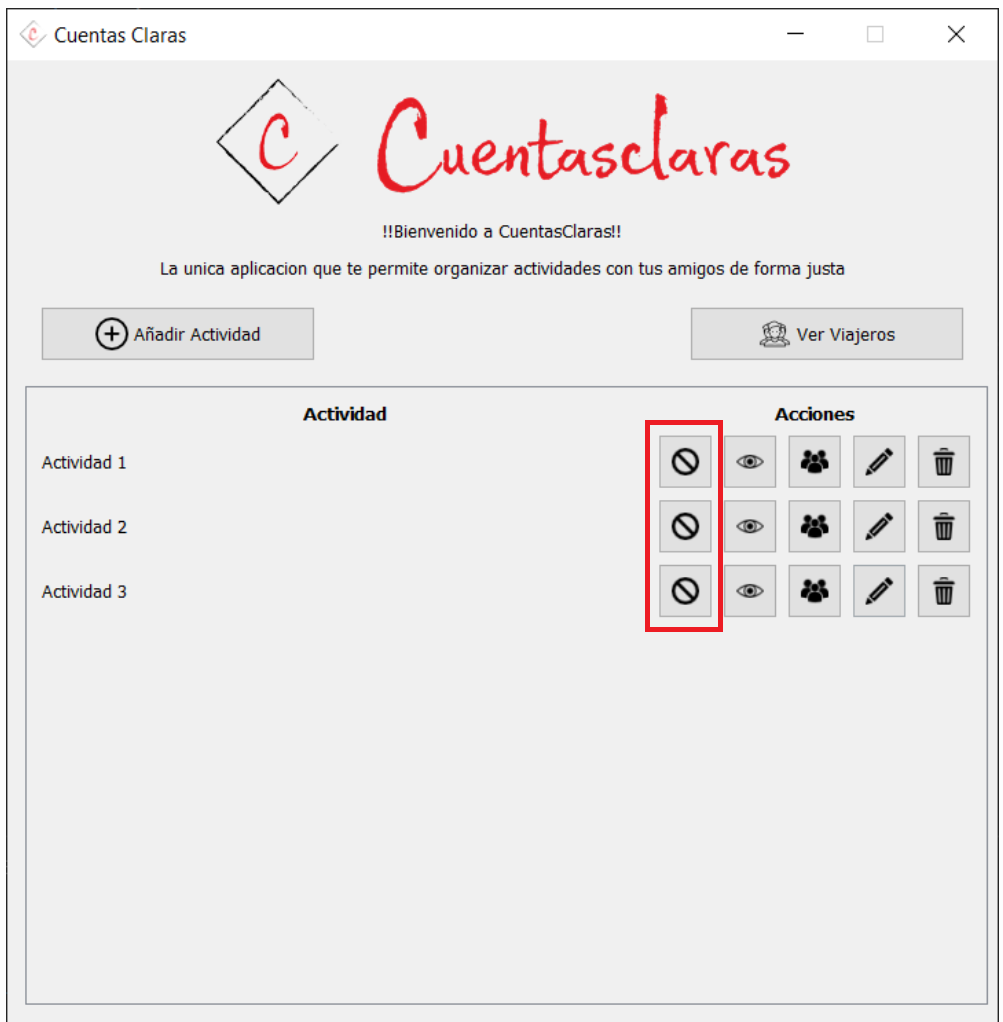 Cuentas Claras
C Cuentasclaras
!!Bienvenido a CuentasClaras!!
La unica aplicacion que te permite organizar actividades con tus amigos de forma justa
Añadir Actividad
Ver Viajeros
Actividad Acciones
Actividad 1
Actividad 2
Actividad 3